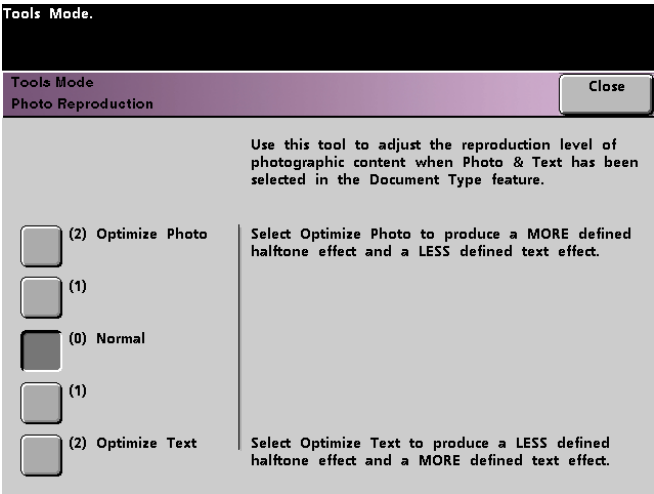 Tools Mode.
Tools Mode
Photo Reproduction
Close
Use this tool to adjust the reproduction level of
photographic content when Photo & Text has been
selected in the Document Type feature.
(2) Optimize Photo
Select Optimize Photo to produce a MORE defined
halftone effect and a LESS defined text effect.
(1)
(0) Normal
(1)
(2) Optimize Text
Select Optimize Text to produce a LESS defined
halftone effect and a MORE defined text effect.